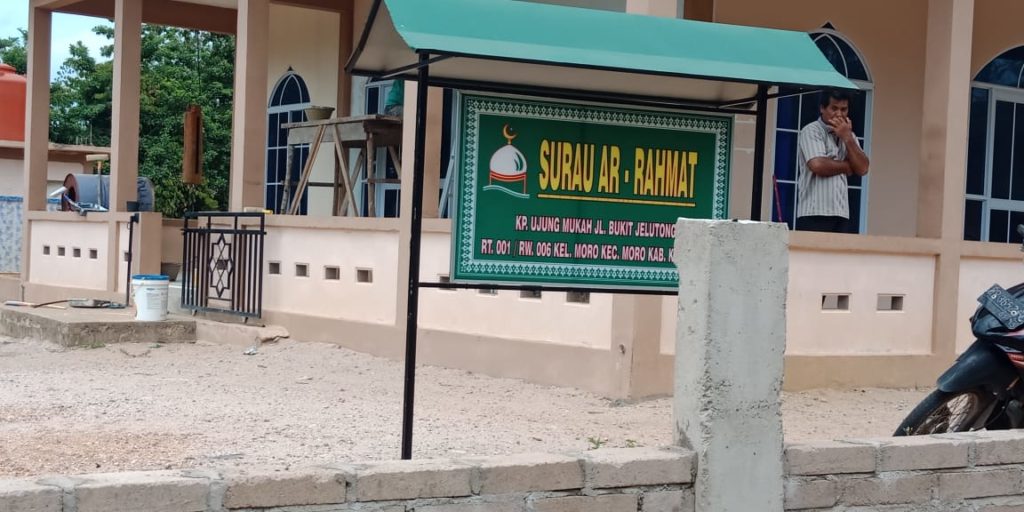 SURAU AR - RAHMAT
KP. UJUNG MUKAH JL. BUKIT JELUTONG
RT. 001 / RW. 006 KEL. MORO KEC. MORO KAB. K